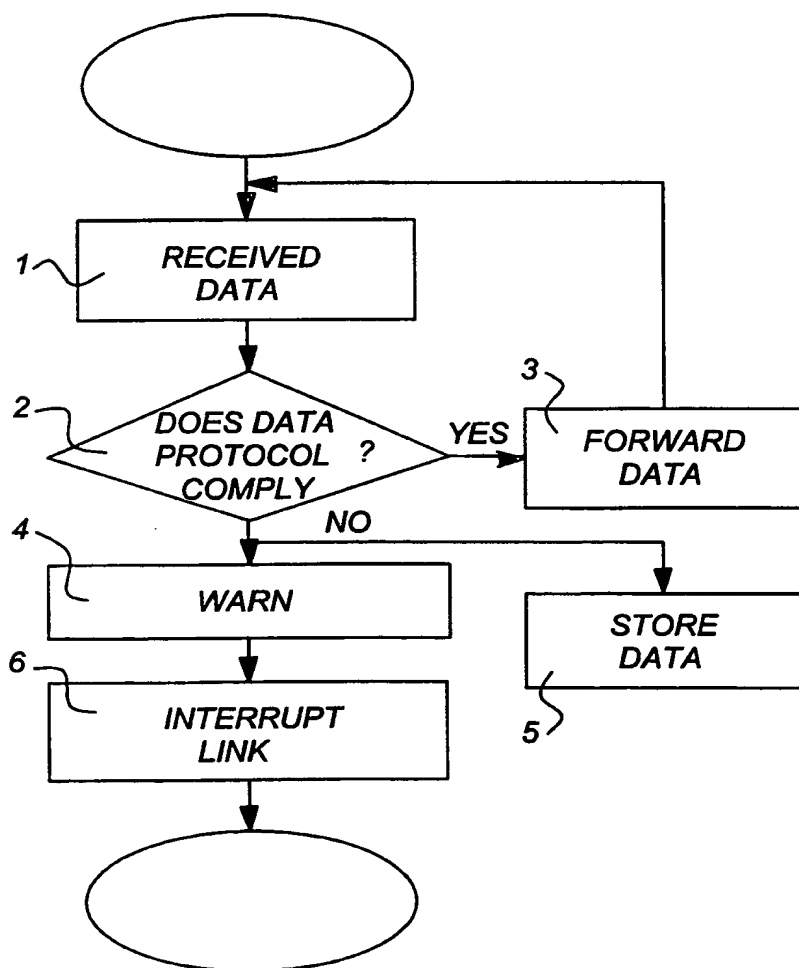 1
RECEIVED
DATA
2
DOES DATA
PROTOCOL ?
COMPLY
YES
3
FORWARD
DATA
NO
4
WARN
5
STORE
DATA
6
INTERRUPT
LINK